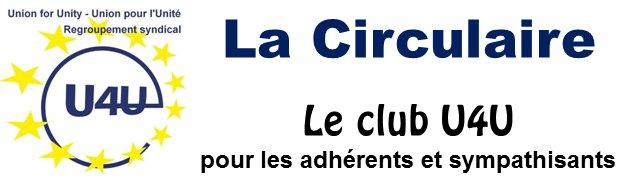 Union for Unity - Union pour l'Unité
Regroupement syndical
U4U
La Circulaire
Le club U4U
pour les adhérents et sympathisants